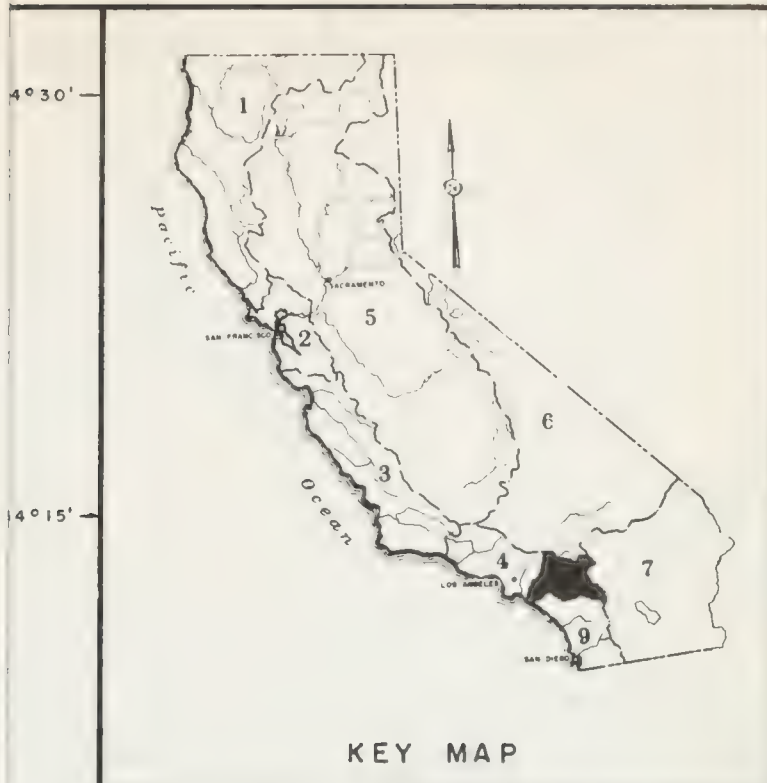 4°30'
1
Pacific
SACRAMENTO
5
SAN FRANCISCO
2
6
3
Ocean
4°15'
4
7
LOS ANGELES
9
SAN DIEGO
KEY MAP